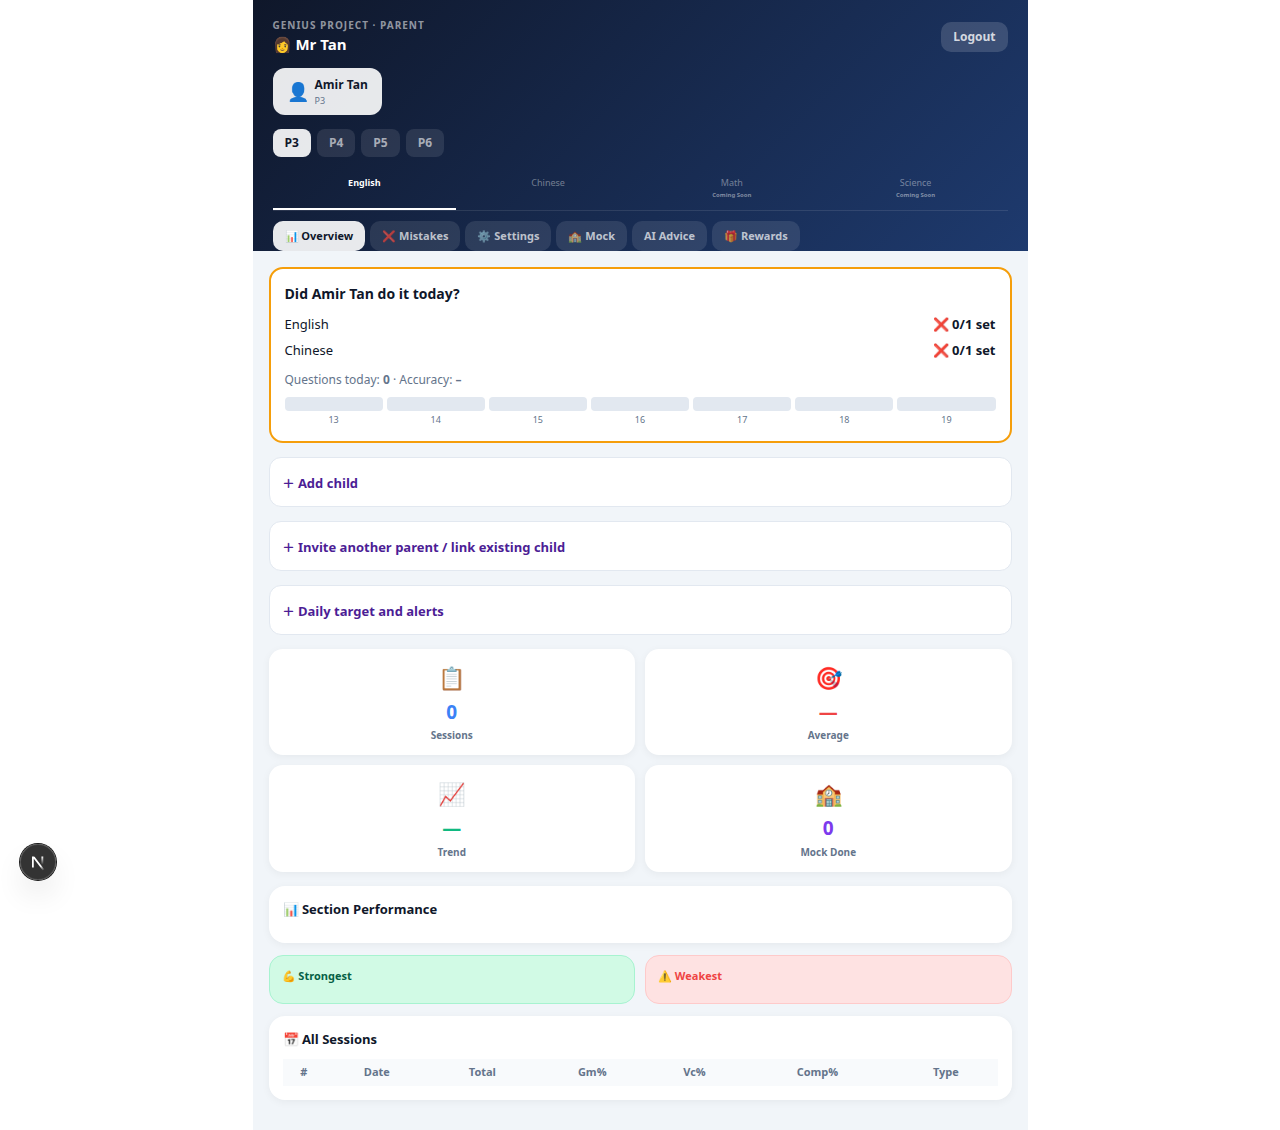 GENIUS PROJECT · PARENT
👩 Mr Tan
Logout
Amir Tan
P3
P3 P4 P5 P6
English Chinese Math Science
Coming Soon Coming Soon
📊 Overview ❌ Mistakes ⚙️ Settings 🏫 Mock AI Advice 🎁 Rewards
Did Amir Tan do it today?
English ❌ 0/1 set
Chinese ❌ 0/1 set
Questions today: 0 · Accuracy: –
13 14 15 16 17 18 19
+ Add child
+ Invite another parent / link existing child
+ Daily target and alerts
0 —
Sessions Average
— 0
Trend Mock Done
📊 Section Performance
💪 Strongest ⚠️ Weakest
📅 All Sessions
# Date Total Gm% Vc% Comp% Type
N